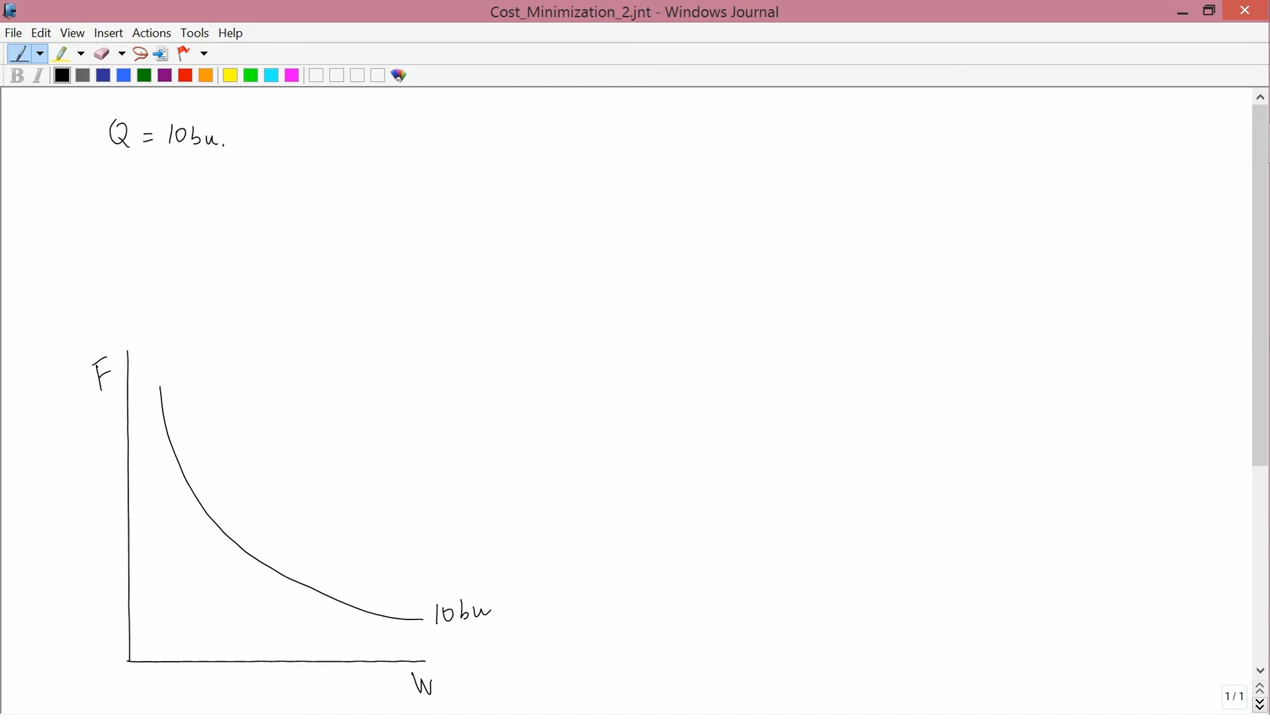 Cost_Minimization_2.jnt - Windows Journal
File Edit View Insert Actions Tools Help
B I
Q = 10bu.
F
10bu
W
1 / 1